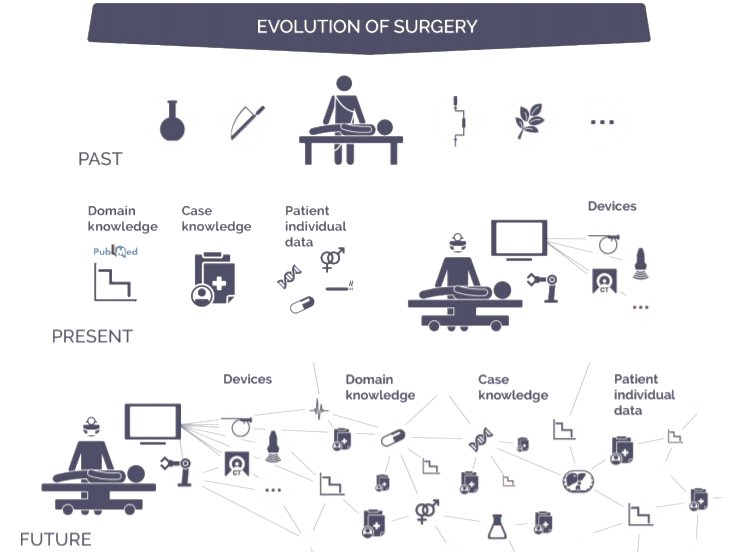 EVOLUTION OF SURGERY
...
PAST
Domain
knowledge
PubMed
Case
knowledge
Patient
individual
data
Devices
CT
...
PRESENT
Devices
CT
...
Domain
knowledge
Case
knowledge
Patient
individual
data
FUTURE